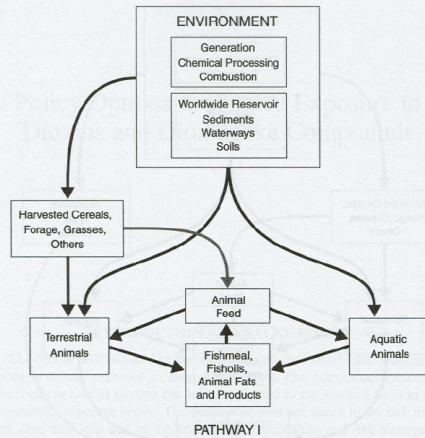 ENVIRONMENT
Generation
Chemical Processing
Combustion
Worldwide Reservoir
Sediments
Waterways
Soils
Harvested Cereals,
Forage, Grasses,
Others
Animal
Feed
Terrestrial
Animals
Fishmeal,
Fishoils,
Animal Fats
and Products
Aquatic
Animals
PATHWAY I